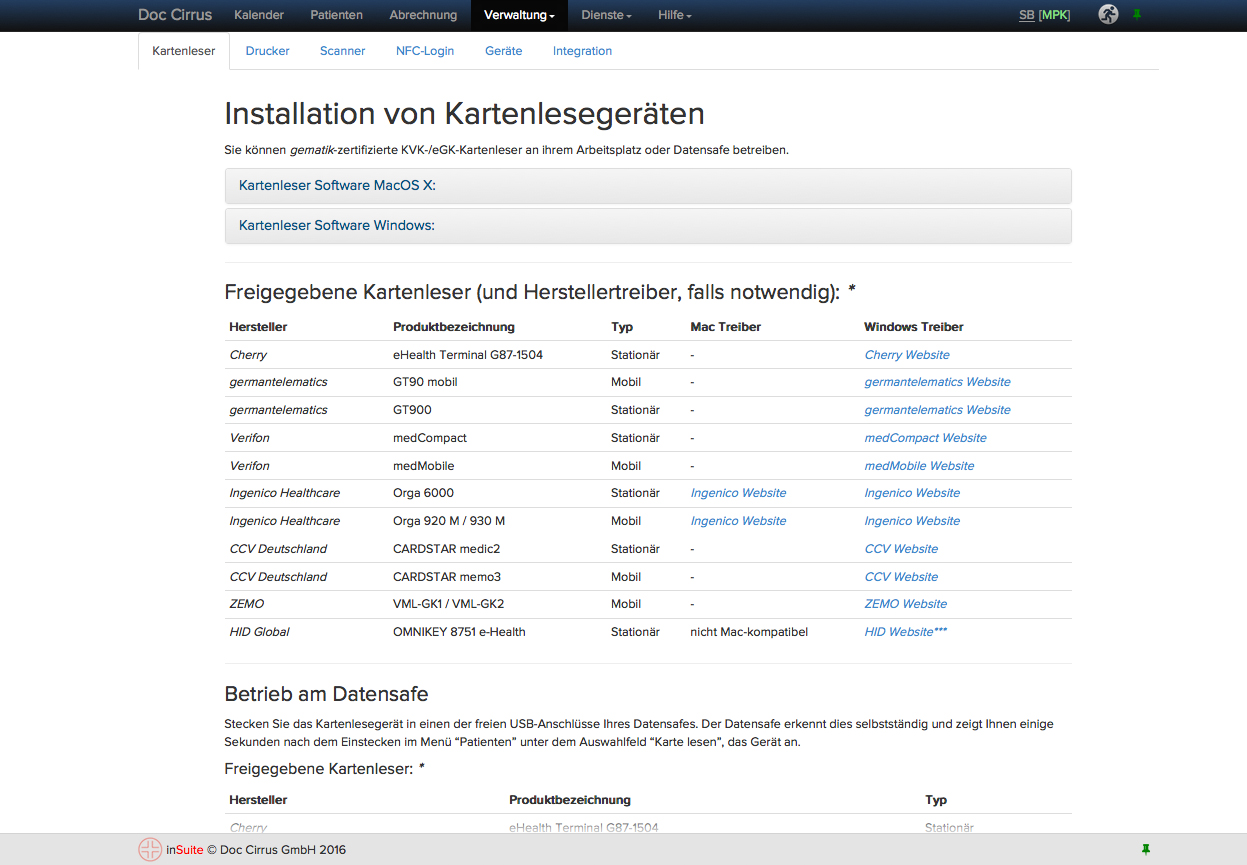 Doc Cirrus Kalender Patienten Abrechnung Verwaltung Dienste Hilfe SB [MPK]
Kartenleser Drucker Scanner NFC-Login Geräte Integration
Installation von Kartenlesegeräten
Sie können gematik-zertifizierte KVK-/eGK-Kartenleser an ihrem Arbeitsplatz oder Datensafe betreiben.
Kartenleser Software MacOS X:
Kartenleser Software Windows:
Freigegebene Kartenleser (und Herstellertreiber, falls notwendig): *
Hersteller Produktbezeichnung Typ Mac Treiber Windows Treiber
Cherry eHealth Terminal G87-1504 Stationär - Cherry Website
germantelematics GT90 mobil Mobil - germantelematics Website
germantelematics GT900 Stationär - germantelematics Website
Verifon medCompact Stationär - medCompact Website
Verifon medMobile Mobil - medMobile Website
Ingenico Healthcare Orga 6000 Stationär Ingenico Website Ingenico Website
Ingenico Healthcare Orga 920 M / 930 M Mobil Ingenico Website Ingenico Website
CCV Deutschland CARDSTAR medic2 Stationär - CCV Website
CCV Deutschland CARDSTAR memo3 Mobil - CCV Website
ZEMO VML-GK1 / VML-GK2 Mobil - ZEMO Website
HID Global OMNIKEY 8751 e-Health Stationär nicht Mac-kompatibel HID Website***
Betrieb am Datensafe
Stecken Sie das Kartenlesegerät in einen der freien USB-Anschlüsse Ihres Datensafes. Der Datensafe erkennt dies selbstständig und zeigt Ihnen einige
Sekunden nach dem Einstecken im Menü “Patienten” unter dem Auswahlfeld “Karte lesen”, das Gerät an.
Freigegebene Kartenleser: *
Hersteller Produktbezeichnung Typ
Cherry eHealth Terminal G87-1504 Stationär
inSuite © Doc Cirrus GmbH 2016